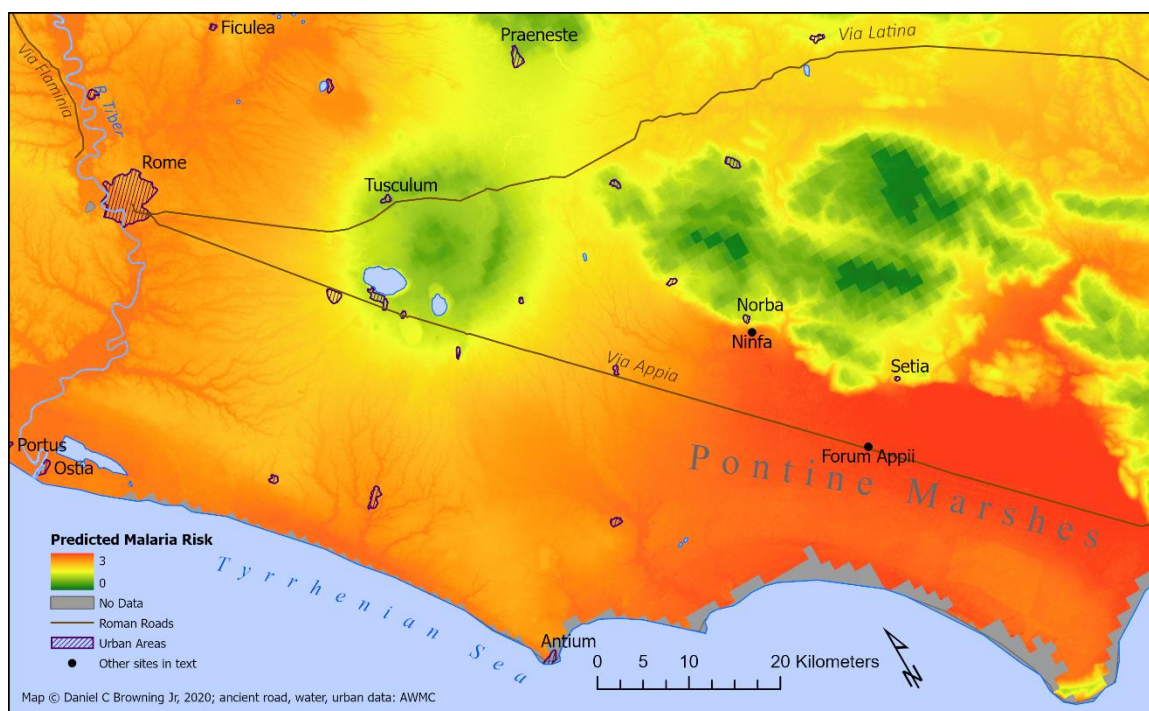 Ficulea
Praeneste
Via Latina
Via Flaminia
R. Tiber
Rome
Tusculum
Norba
Ninfa
Via Appia
Setia
Portus
Ostia
Forum Appii
Pontine Marshes
Predicted Malaria Risk
3
0
No Data
Roman Roads
Urban Areas
Other sites in text
Tyrrhenian Sea
Antium
0 5 10 20 Kilometers
N
Map © Daniel C Browning Jr, 2020; ancient road, water, urban data: AWMC